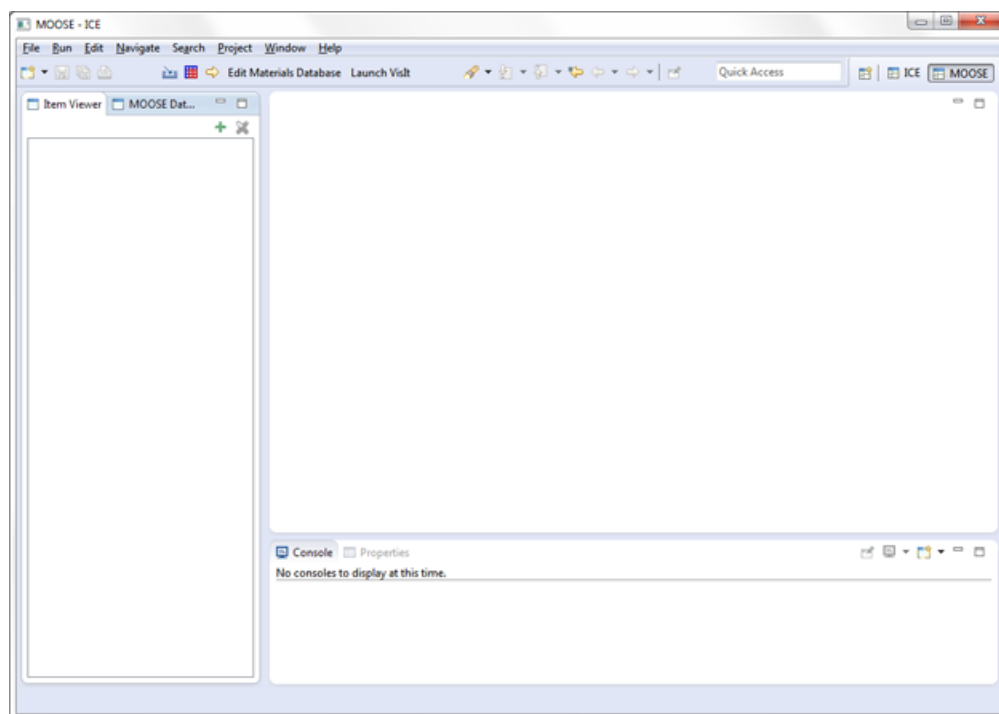 MOOSE - ICE
File Run Edit Navigate Search Project Window Help
Edit Materials Database Launch VisIt Quick Access ICE MOOSE
Item Viewer MOOSE Dat...
Console Properties
No consoles to display at this time.